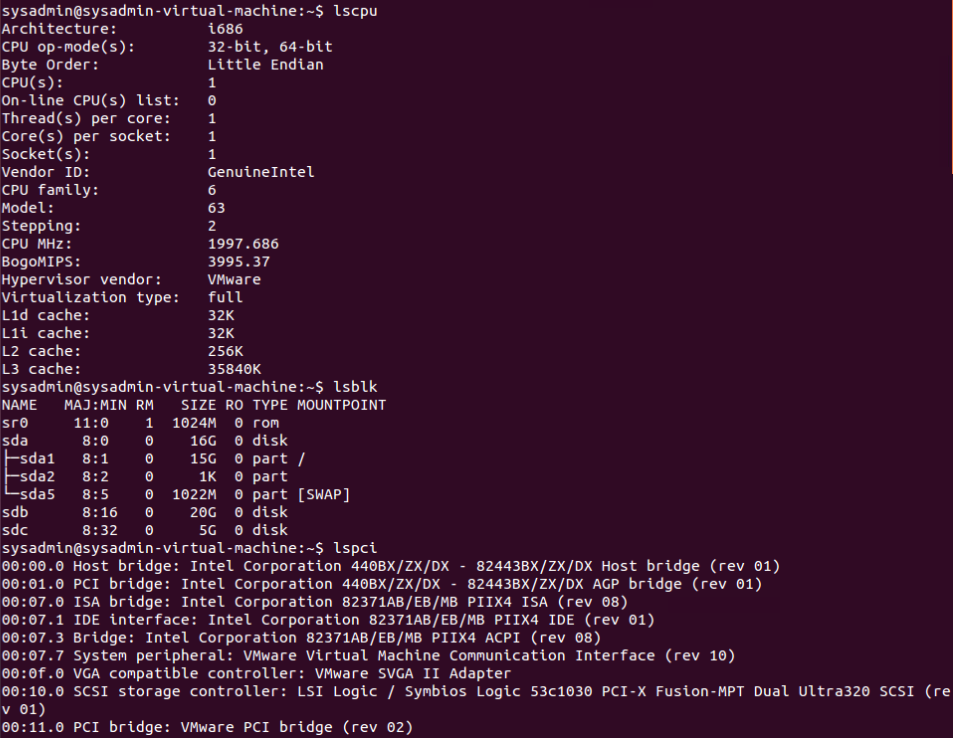 sysadmin@sysadmin-virtual-machine:~$ lscpu
Architecture:          i686
CPU op-mode(s):        32-bit, 64-bit
Byte Order:            Little Endian
CPU(s):                1
On-line CPU(s) list:   0
Thread(s) per core:    1
Core(s) per socket:    1
Socket(s):             1
Vendor ID:             GenuineIntel
CPU family:            6
Model:                 63
Stepping:              2
CPU MHz:               1997.686
BogoMIPS:              3995.37
Hypervisor vendor:     VMware
Virtualization type:   full
L1d cache:             32K
L1i cache:             32K
L2 cache:              256K
L3 cache:              35840K
sysadmin@sysadmin-virtual-machine:~$ lsblk
NAME   MAJ:MIN RM   SIZE RO TYPE MOUNTPOINT
sr0     11:0    1  1024M  0 rom
sda      8:0    0    16G  0 disk
├─sda1   8:1    0    15G  0 part /
├─sda2   8:2    0     1K  0 part
└─sda5   8:5    0  1022M  0 part [SWAP]
sdb      8:16   0    20G  0 disk
sdc      8:32   0     5G  0 disk
sysadmin@sysadmin-virtual-machine:~$ lspci
00:00.0 Host bridge: Intel Corporation 440BX/ZX/DX - 82443BX/ZX/DX Host bridge (rev 01)
00:01.0 PCI bridge: Intel Corporation 440BX/ZX/DX - 82443BX/ZX/DX AGP bridge (rev 01)
00:07.0 ISA bridge: Intel Corporation 82371AB/EB/MB PIIX4 ISA (rev 08)
00:07.1 IDE interface: Intel Corporation 82371AB/EB/MB PIIX4 IDE (rev 01)
00:07.3 Bridge: Intel Corporation 82371AB/EB/MB PIIX4 ACPI (rev 08)
00:07.7 System peripheral: VMware Virtual Machine Communication Interface (rev 10)
00:0f.0 VGA compatible controller: VMware SVGA II Adapter
00:10.0 SCSI storage controller: LSI Logic / Symbios Logic 53c1030 PCI-X Fusion-MPT Dual Ultra320 SCSI (re
v 01)
00:11.0 PCI bridge: VMware PCI bridge (rev 02)